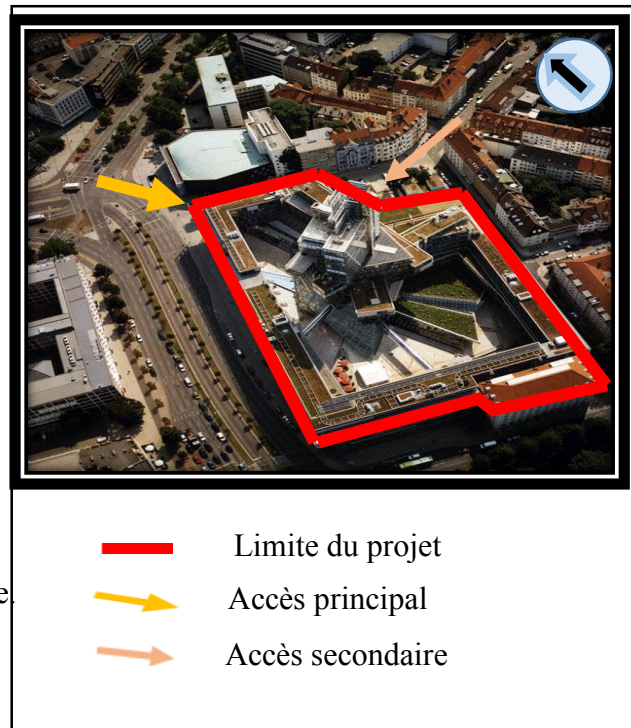 Limite du projet
e.
Accès principal
Accès secondaire